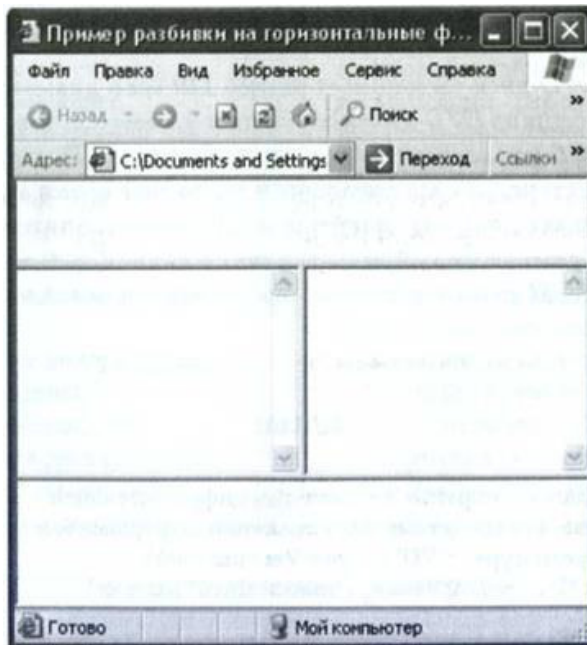 Пример разбивки на горизонтальные ф...
Файл Правка Вид Избранное Сервис Справка
Назад Поиск »
Адрес: C:\Documents and Settings Переход Ссылки »
Готово Мой компьютер